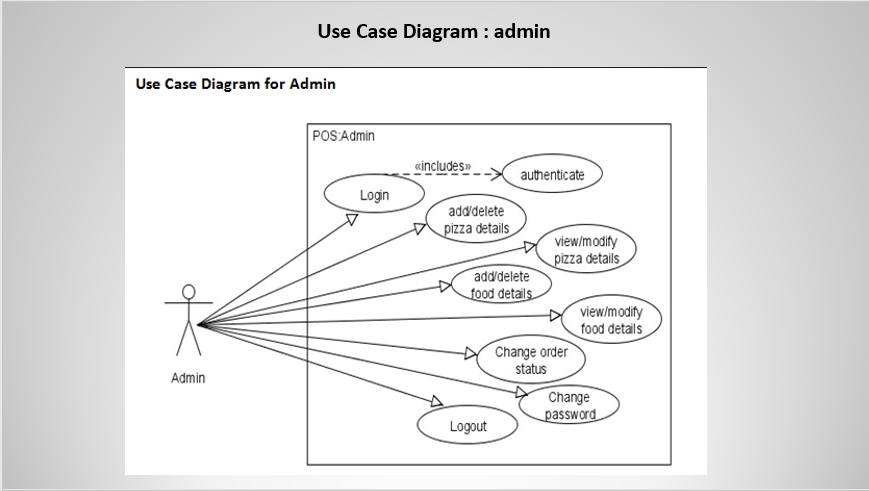 Use Case Diagram : admin
Use Case Diagram for Admin
POS:Admin
«includes»
authenticate
Login
add/delete
pizza details
view/modify
pizza details
add/delete
food details
view/modify
food details
Change order
status
Admin
Change
password
Logout